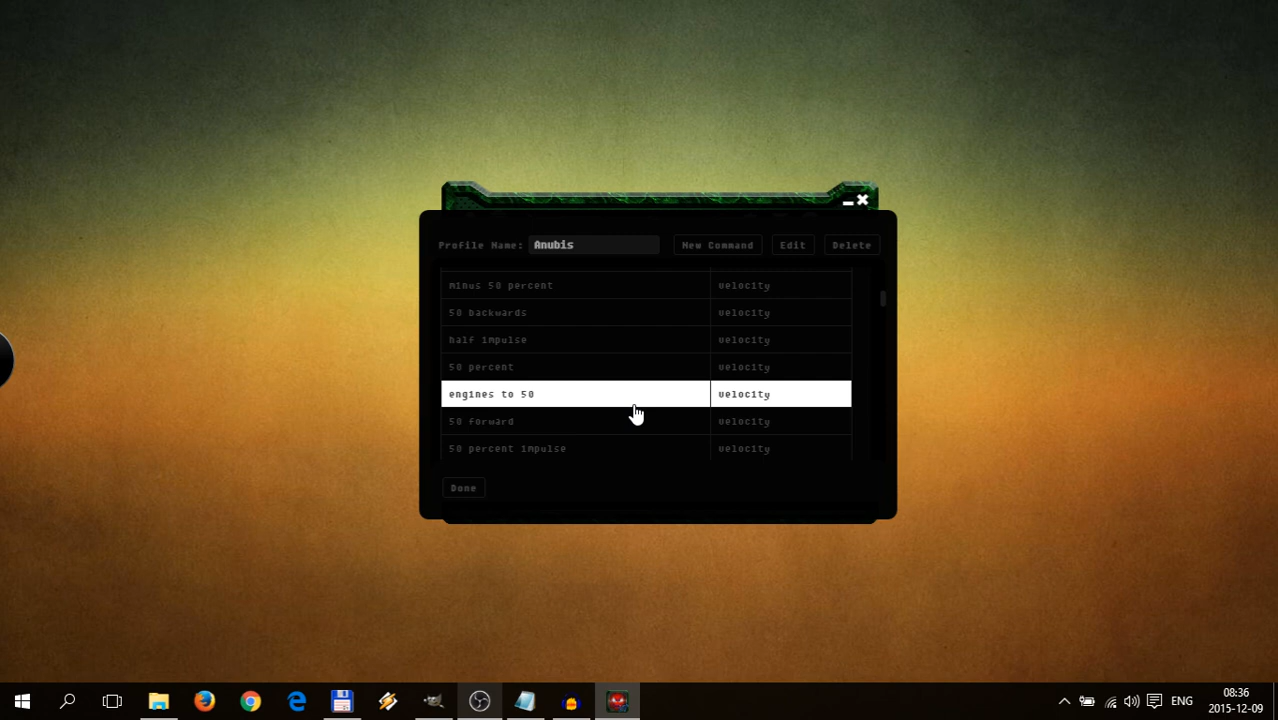 Profile Name: Anubis New Command Edit Delete
minus 50 percent velocity
50 backwards velocity
half impulse velocity
50 percent velocity
engines to 50 velocity
50 forward velocity
50 percent impulse velocity
Done
ENG 08:36
2015-12-09